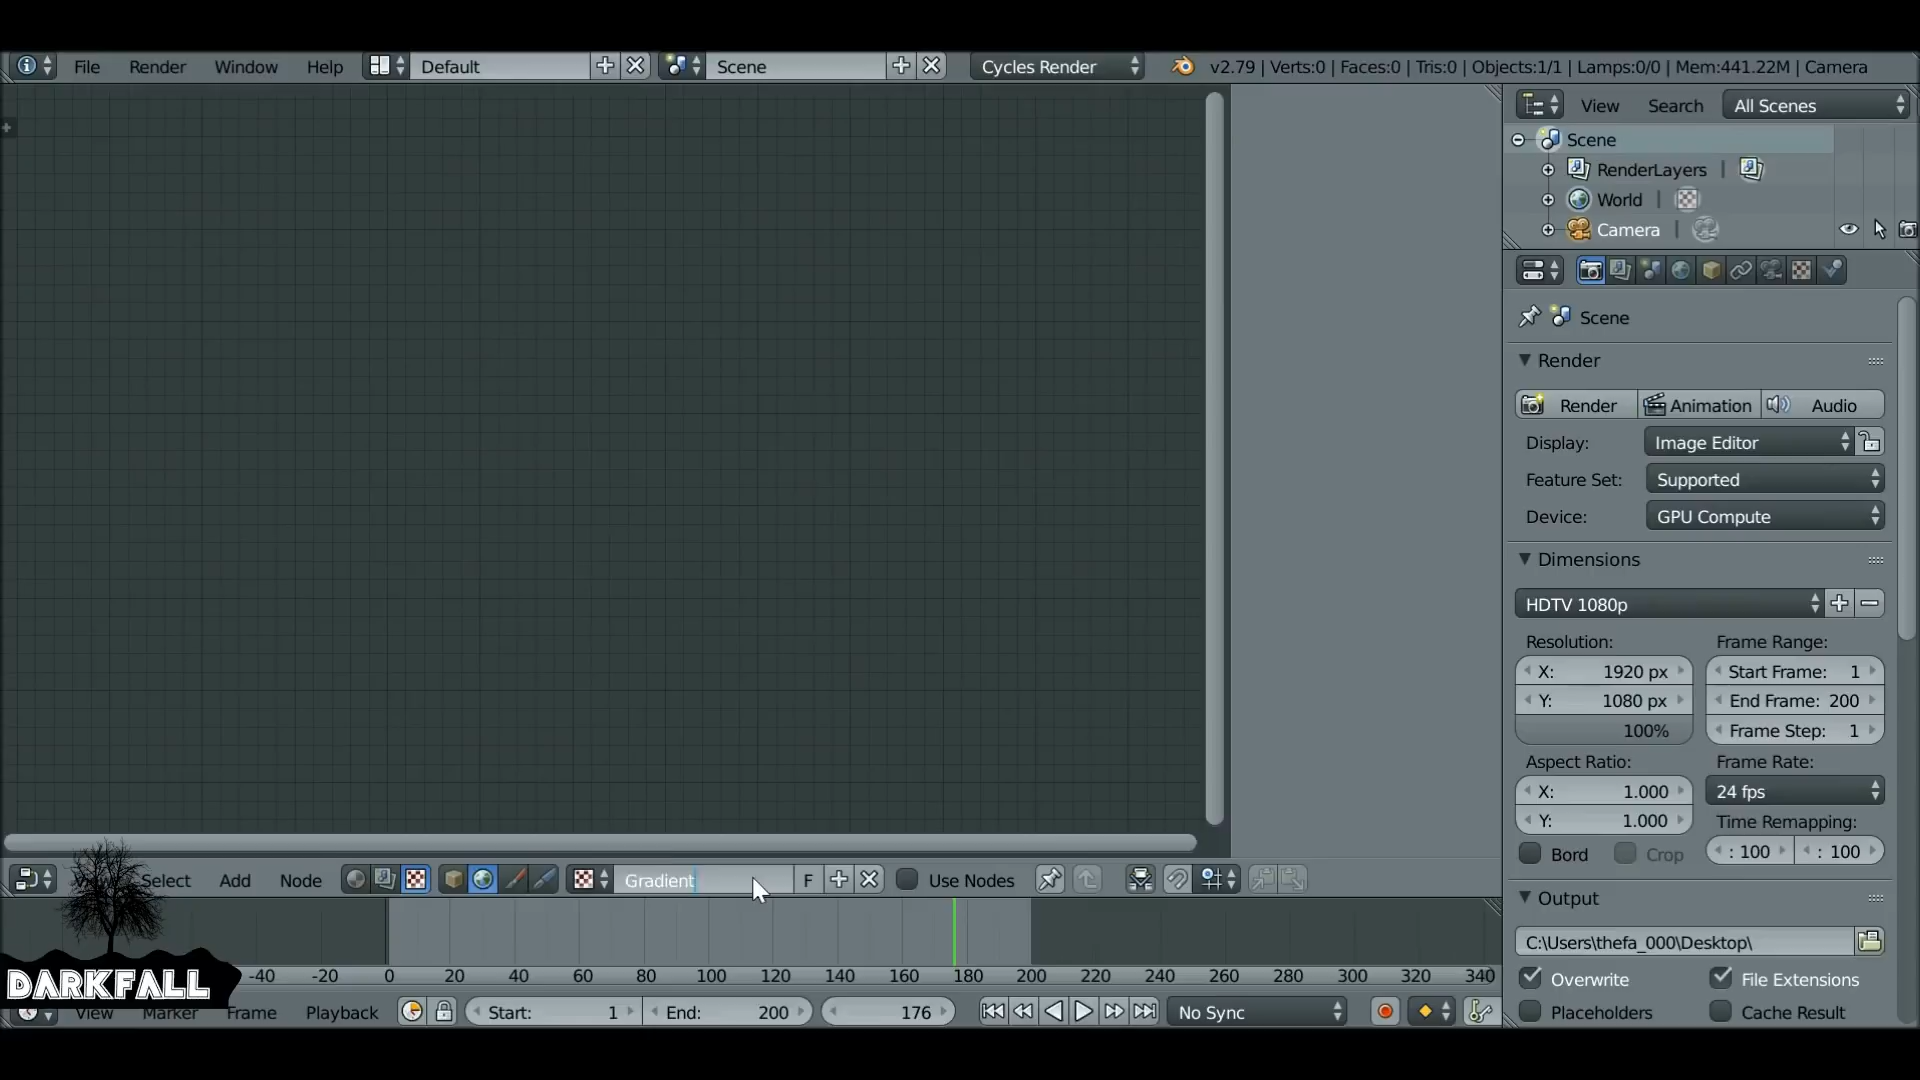 File Render Window Help Default Scene Cycles Render v2.79 | Verts:0 | Faces:0 | Tris:0 | Objects:1/1 | Lamps:0/0 | Mem:441.22M | Camera
View Search All Scenes
Scene
RenderLayers
World
Camera
Scene
Render
Render Animation Audio
Display: Image Editor
Feature Set: Supported
Device: GPU Compute
Dimensions
HDTV 1080p
Resolution: Frame Range:
X: 1920 px Start Frame: 1
Y: 1080 px End Frame: 200
100% Frame Step: 1
Aspect Ratio: Frame Rate:
X: 1.000 24 fps
Y: 1.000 Time Remapping:
Bord Crop : 100 : 100
View Select Add Node Gradient F Use Nodes
Output
C:\Users\thefa_000\Desktop\
Overwrite File Extensions
Placeholders Cache Result
DARKFALL
-40 -20 0 20 40 60 80 100 120 140 160 180 200 220 240 260 280 300 320 340
View Marker Frame Playback Start: 1 End: 200 176 No Sync